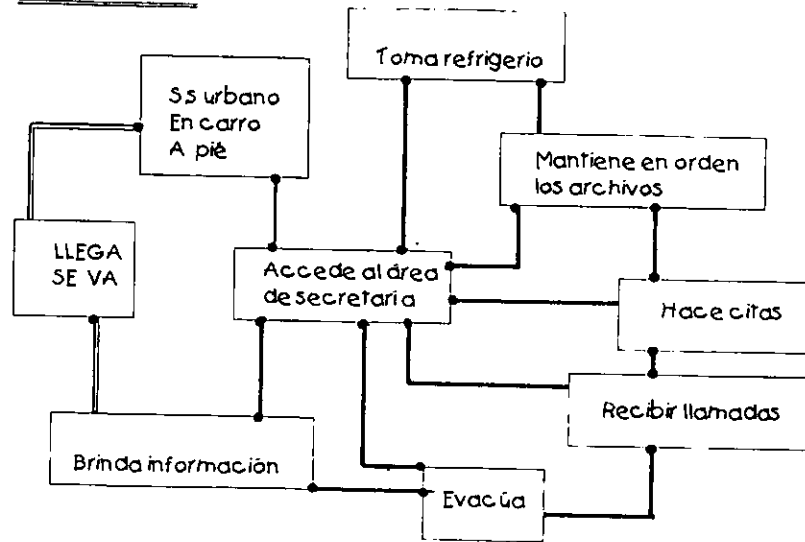 Toma refrigerio
S.s urbano
En carro
A pié
Mantiene en orden
los archivos
LLEGA
SE VA
Accede al área
de secretaria
Hace citas
Recibir llamadas
Brinda información
Evacúa